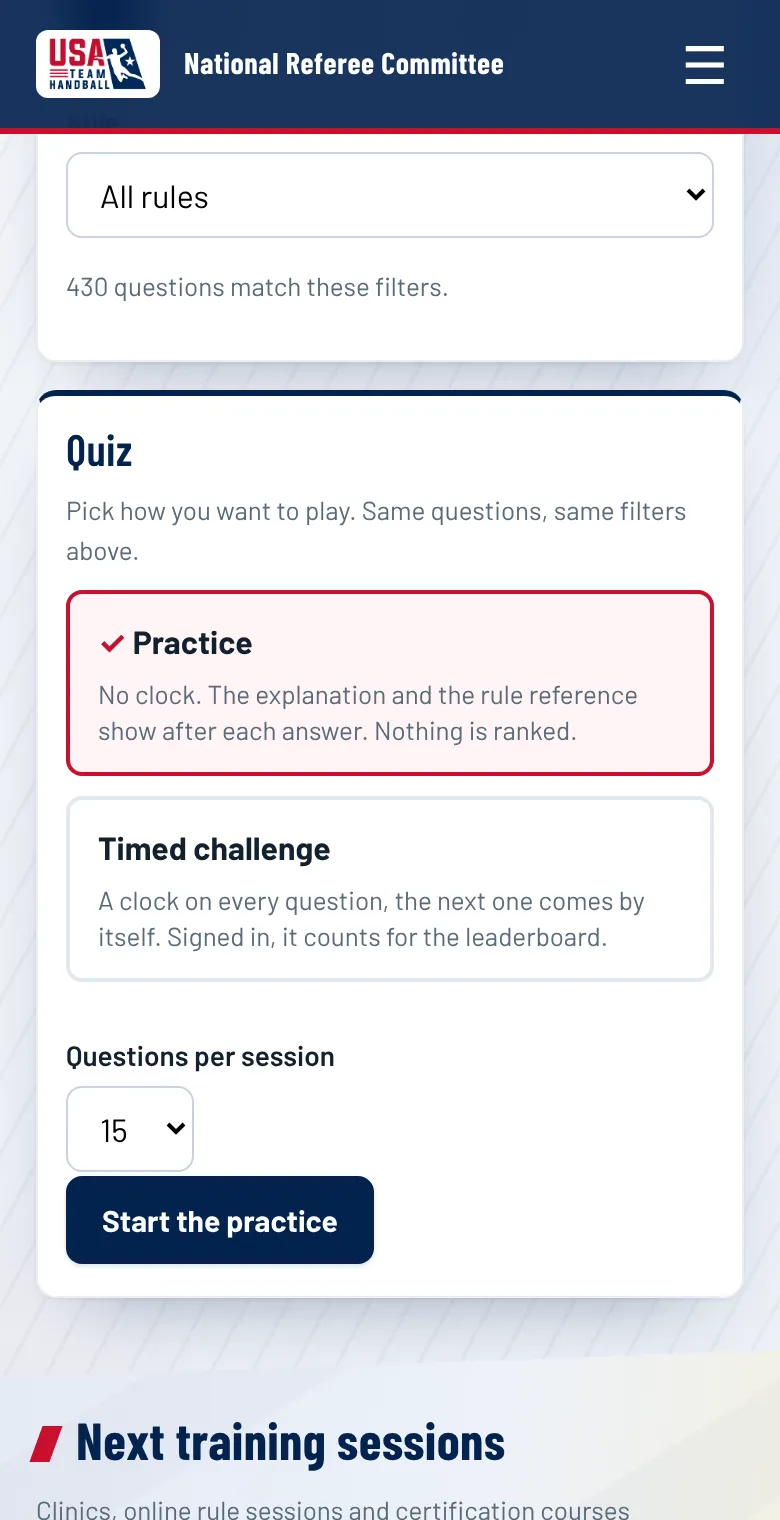 USA
TEAM
HANDBALL
National Referee Committee
All rules
430 questions match these filters.
Quiz
Pick how you want to play. Same questions, same filters
above.
Practice
No clock. The explanation and the rule reference
show after each answer. Nothing is ranked.
Timed challenge
A clock on every question, the next one comes by
itself. Signed in, it counts for the leaderboard.
Questions per session
15
Start the practice
Next training sessions
Clinics, online rule sessions and certification courses